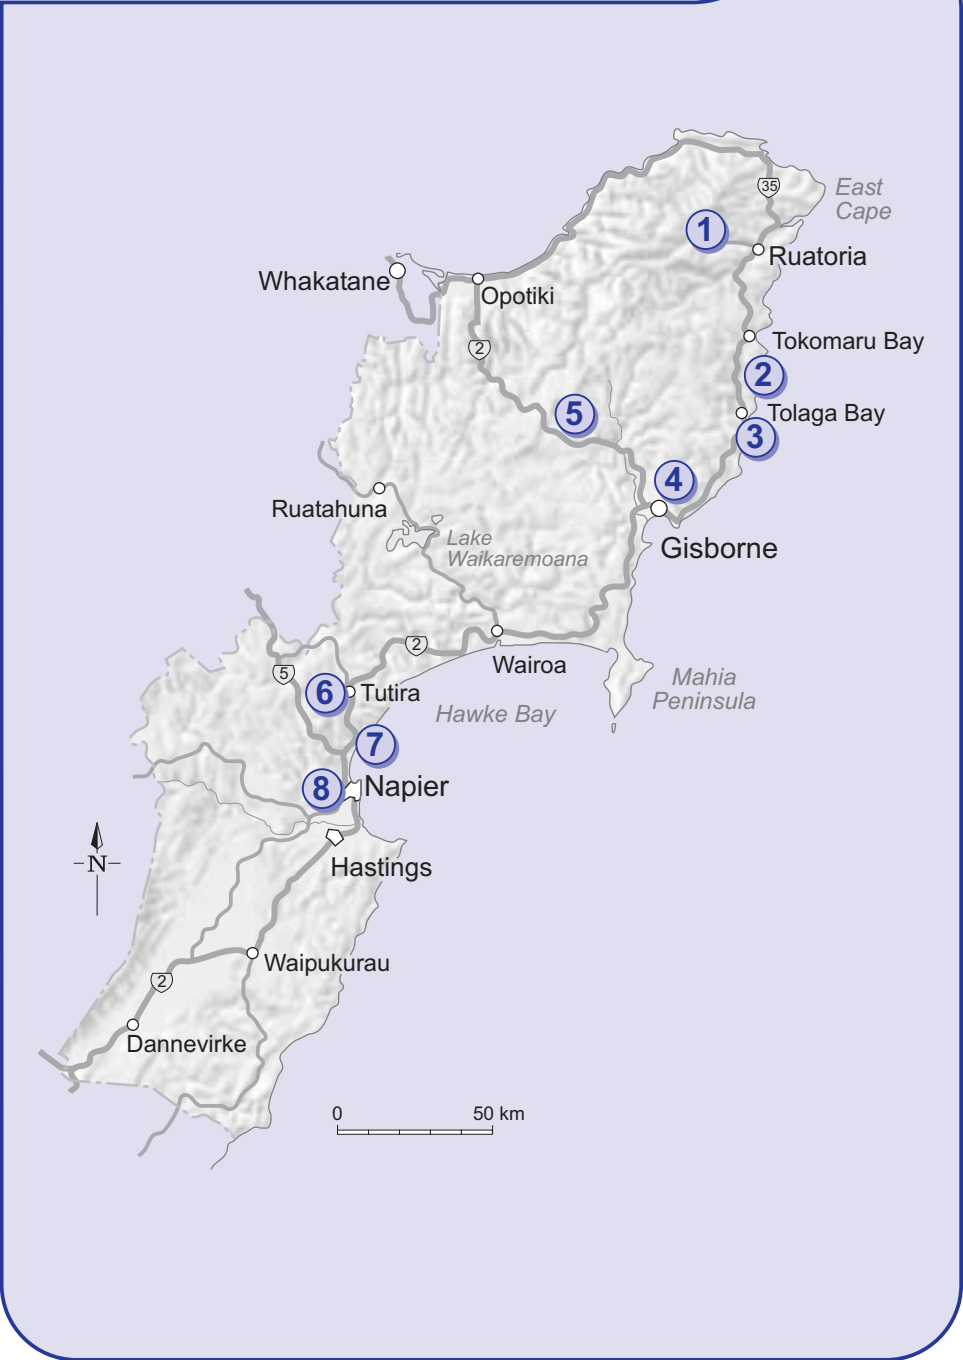 35
East
Cape
1
Ruatoria
Whakatane
Opotiki
2
Tokomaru Bay
2
5
Tolaga Bay
3
4
Ruatahuna
Lake
Waikaremoana
Gisborne
2
Wairoa
5
6
Tutira
Mahia
Peninsula
Hawke Bay
7
8
Napier
N
Hastings
Waipukurau
2
Dannevirke
0
50 km